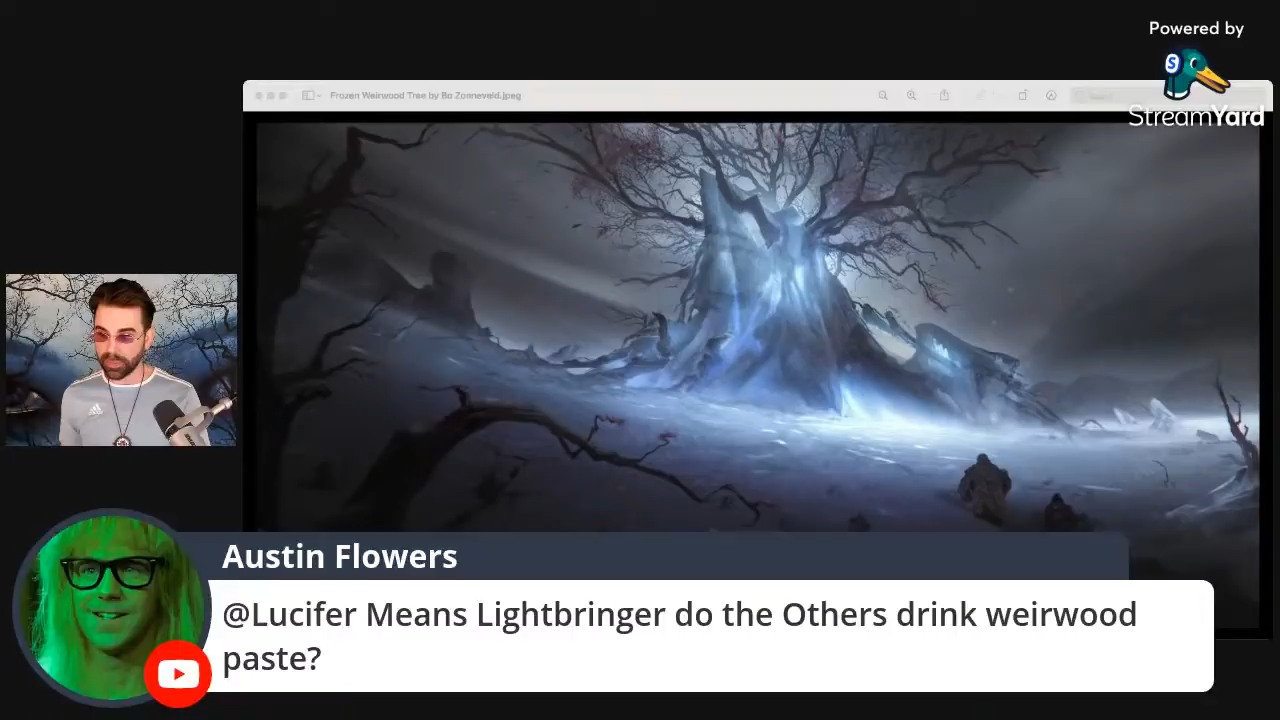 Powered by
StreamYard
Frozen Weirwood Tree by Bo Zonneveld.jpeg
Austin Flowers
@Lucifer Means Lightbringer do the Others drink weirwood
paste?